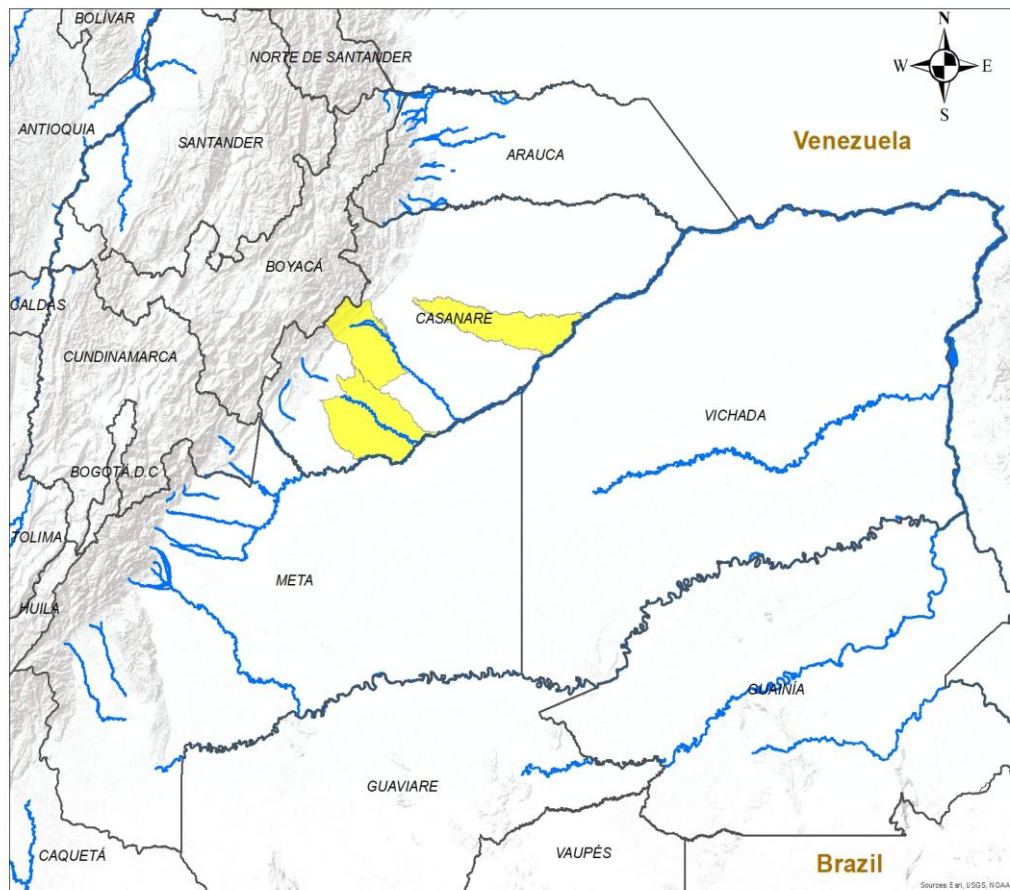 BOLÍVAR
NORTE DE SANTANDER
N
W
E
S
ANTIOQUIA
SANTANDER
ARAUCA
Venezuela
BOYACÁ
CALDAS
CASANARE
CUNDINAMARCA
VICHADA
BOGOTÁ D.C
TOLIMA
META
HUILA
GUAINÍA
GUAVIARE
CAQUETÁ
VAUPÉS
Brazil
Sources: Esri, USGS, NOAA